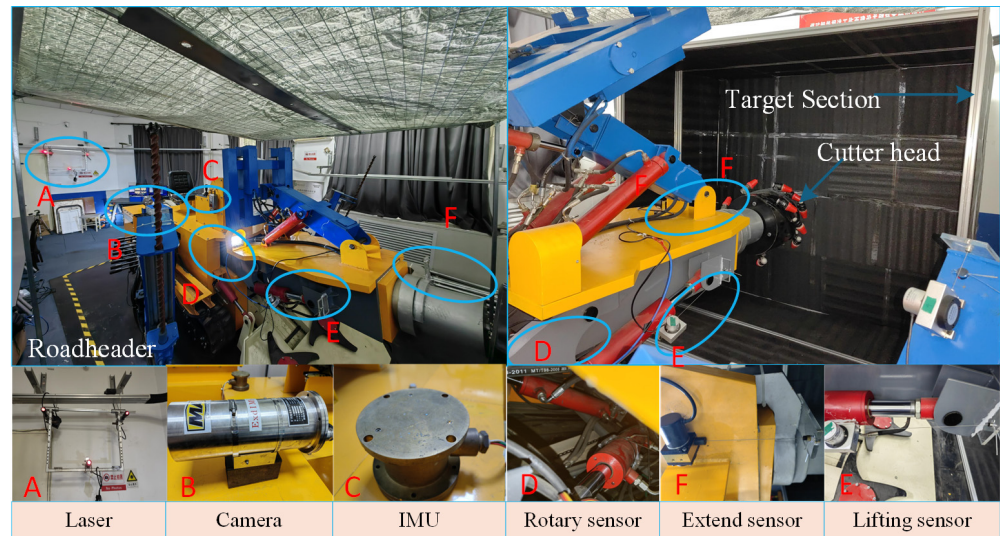 A
B
C
D
E
F
Roadheader
Target Section
Cutter head
F
F
D
E
A
B
C
D
F
E
Laser
Camera
IMU
Rotary sensor
Extend sensor
Lifting sensor